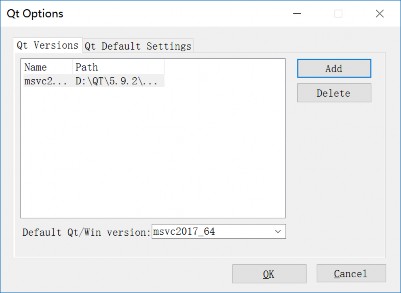 Qt Options
Qt Versions Qt Default Settings
Name Path
msvc2... D:\QT\5.9.2\...
Add
Delete
Default Qt/Win version: msvc2017_64
OK Cancel